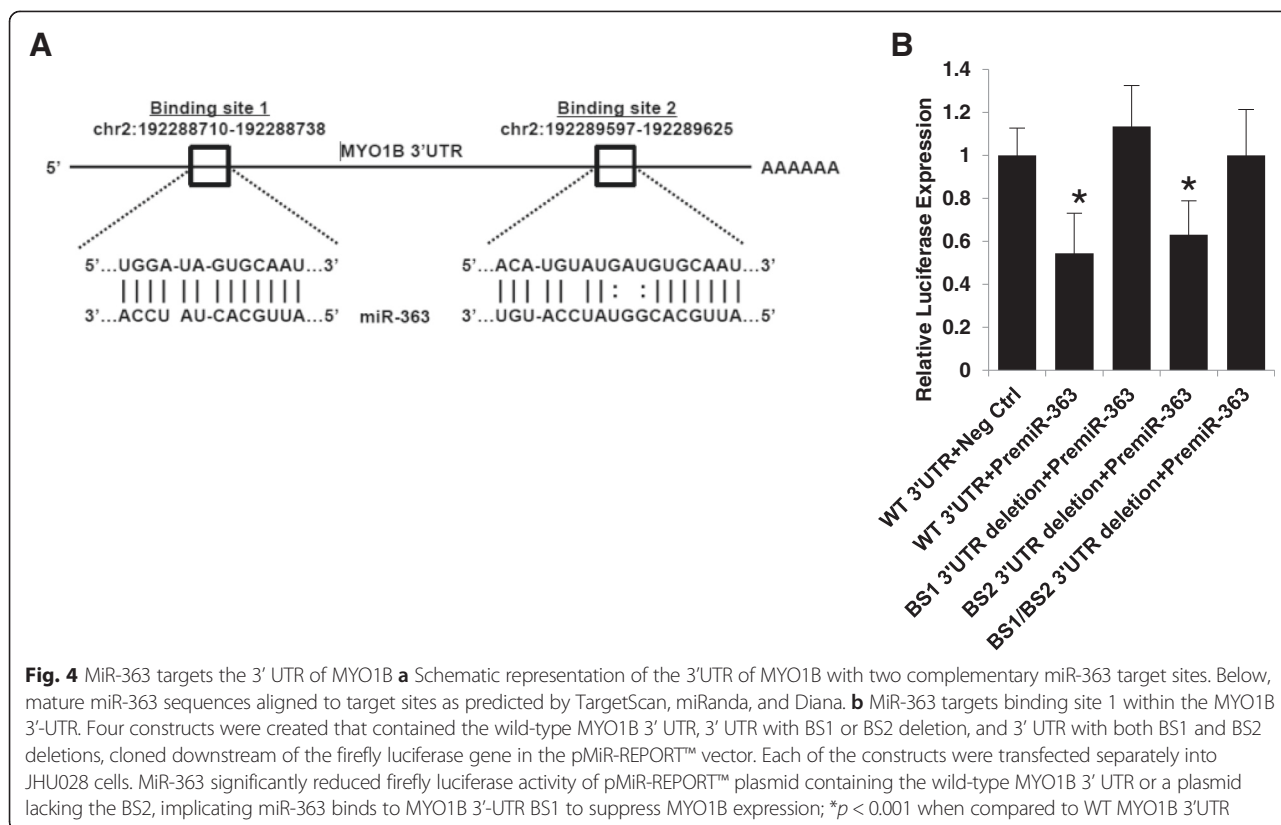 A
Binding site 1
chr2:192288710-192288738
Binding site 2
chr2:192289597-192289625
5’
MYO1B 3’UTR
AAAAAA
5’...UGGA-UA-GUGCAAU...3’
3’...ACCU AU-CACGUUA...5’
miR-363
5’...ACA-UGUAUGAUGUGCAAU...3’
3’...UGU-ACCUAUGGCACGUUA...5’
B
Relative Luciferase Expression
1.4
1.2
1
0.8
0.6
0.4
0.2
0
*
*
WT 3'UTR+Neg Ctrl
WT 3'UTR+PremiR-363
BS1 3'UTR deletion+PremiR-363
BS2 3'UTR deletion+PremiR-363
BS1/BS2 3'UTR deletion+PremiR-363
Fig. 4 MiR-363 targets the 3’ UTR of MYO1B a Schematic representation of the 3’UTR of MYO1B with two complementary miR-363 target sites. Below,
mature miR-363 sequences aligned to target sites as predicted by TargetScan, miRanda, and Diana. b MiR-363 targets binding site 1 within the MYO1B
3’-UTR. Four constructs were created that contained the wild-type MYO1B 3’ UTR, 3’ UTR with BS1 or BS2 deletion, and 3’ UTR with both BS1 and BS2
deletions, cloned downstream of the firefly luciferase gene in the pMiR-REPORT™ vector. Each of the constructs were transfected separately into
JHU028 cells. MiR-363 significantly reduced firefly luciferase activity of pMiR-REPORT™ plasmid containing the wild-type MYO1B 3’ UTR or a plasmid
lacking the BS2, implicating miR-363 binds to MYO1B 3’-UTR BS1 to suppress MYO1B expression; *p < 0.001 when compared to WT MYO1B 3’UTR